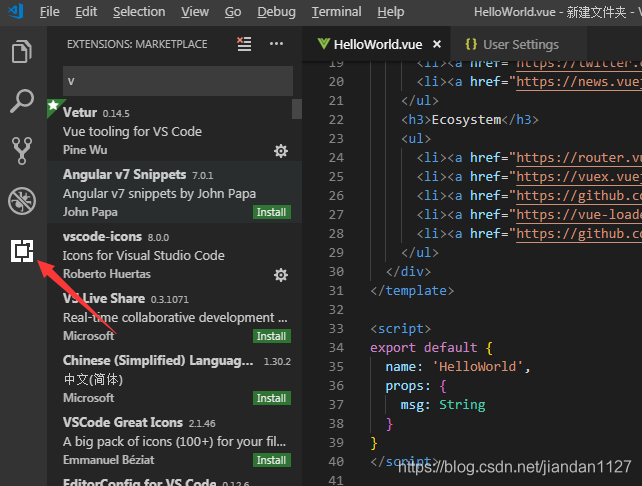 File Edit Selection View Go Debug Terminal Help HelloWorld.vue - 新建文件夹 -
EXTENSIONS: MARKETPLACE
v
Vetur 0.14.5
Vue tooling for VS Code
Pine Wu
Angular v7 Snippets 7.0.1
Angular v7 snippets by John Papa
John Papa Install
vscode-icons 8.0.0
Icons for Visual Studio Code
Roberto Huertas
VS Live Share 0.3.1071
Real-time collaborative development ...
Microsoft Install
Chinese (Simplified) Languag... 1.30.2
中文(简体)
Microsoft Install
VSCode Great Icons 2.1.46
A big pack of icons (100+) for your fil...
Emmanuel Béziat Install
EditorConfig for VS Code 0.12.6
HelloWorld.vue × {} User Settings
19 <li><a href="https://twitter.c
20 <li><a href="https://news.vuej
21 </ul>
22 <h3>Ecosystem</h3>
23 <ul>
24 <li><a href="https://router.vu
25 <li><a href="https://vuex.vuej
26 <li><a href="https://github.co
27 <li><a href="https://vue-loade
28 <li><a href="https://github.co
29 </ul>
30 </div>
31 </template>
32
33 <script>
34 export default {
35 name: 'HelloWorld',
36 props: {
37 msg: String
38 }
39 }
40 </script>
41
https://blog.csdn.net/jiandan1127